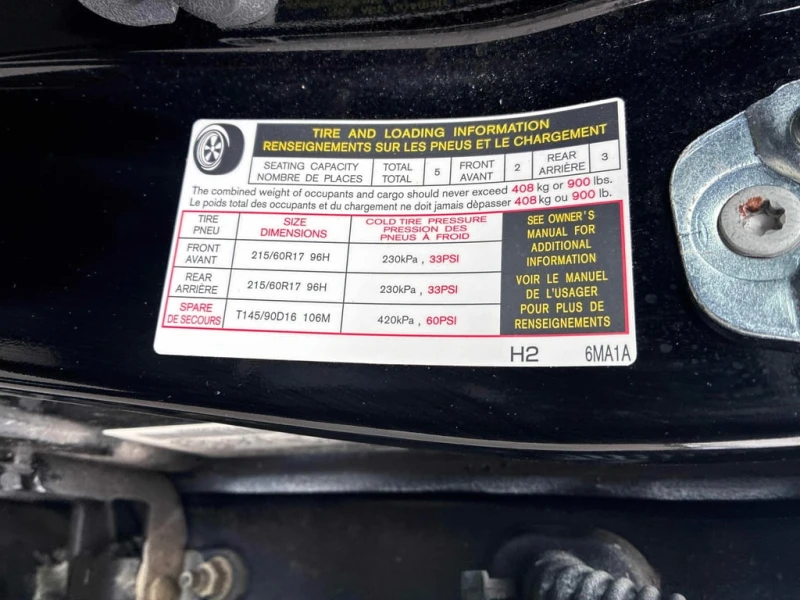 TIRE AND LOADING INFORMATION
RENSEIGNEMENTS SUR LES PNEUS ET LE CHARGEMENT
SEATING CAPACITY
NOMBRE DE PLACES
TOTAL
TOTAL
5
FRONT
AVANT
2
REAR
ARRIÈRE
3
The combined weight of occupants and cargo should never exceed 408 kg or 900 lbs.
Le poids total des occupants et du chargement ne doit jamais dépasser 408 kg ou 900 lb.
TIRE
PNEU
SIZE
DIMENSIONS
COLD TIRE PRESSURE
PRESSION DES
PNEUS À FROID
FRONT
AVANT
215/60R17 96H
230kPa , 33PSI
REAR
ARRIÈRE
215/60R17 96H
230kPa , 33PSI
SPARE
DE SECOURS
T145/90D16 106M
420kPa , 60PSI
SEE OWNER'S
MANUAL FOR
ADDITIONAL
INFORMATION
VOIR LE MANUEL
DE L'USAGER
POUR PLUS DE
RENSEIGNEMENTS
H2 6MA1A